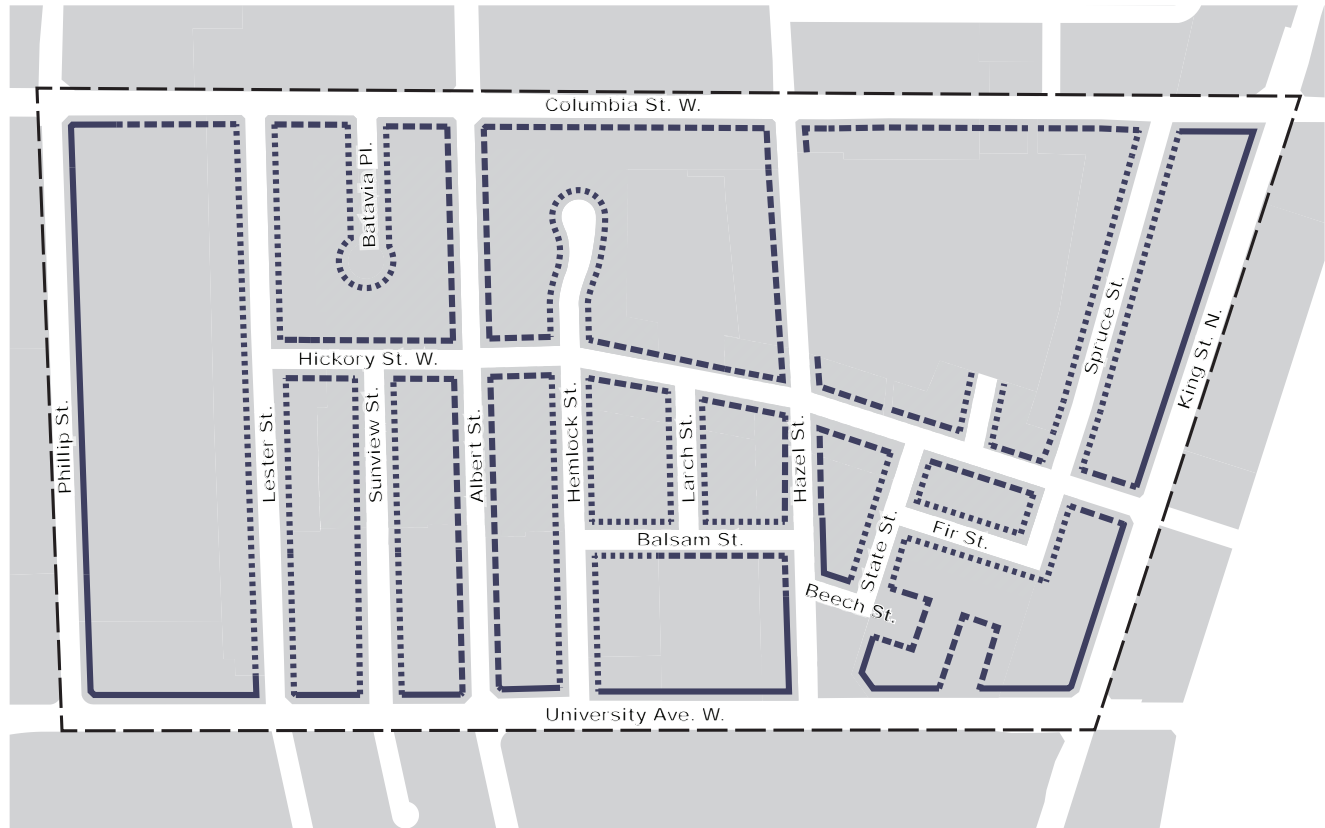 Columbia St. W.
Batavia Pl.
Spruce St.
King St. N.
Hickory St. W.
Phillip St.
Lester St.
Sunview St.
Albert St.
Hemlock St.
Larch St.
Hazel St.
Balsam St.
State St.
Fir St.
Beech St.
University Ave. W.